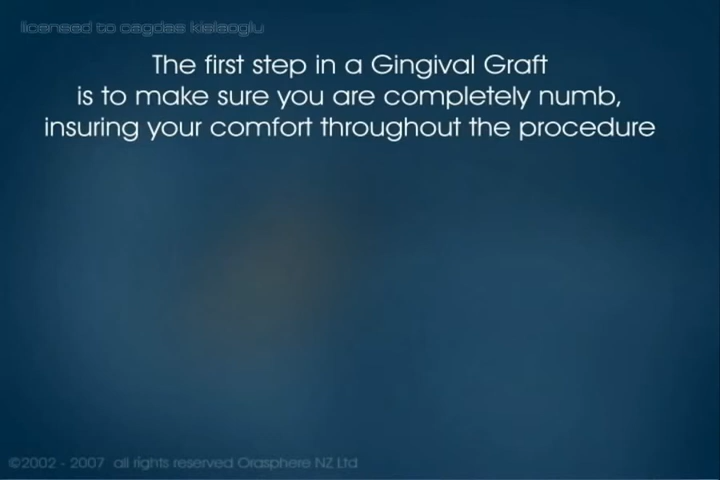 licensed to cagdas kislaoglu
The first step in a Gingival Graft
is to make sure you are completely numb,
insuring your comfort throughout the procedure
©2002 - 2007 all rights reserved Orasphere NZ Ltd